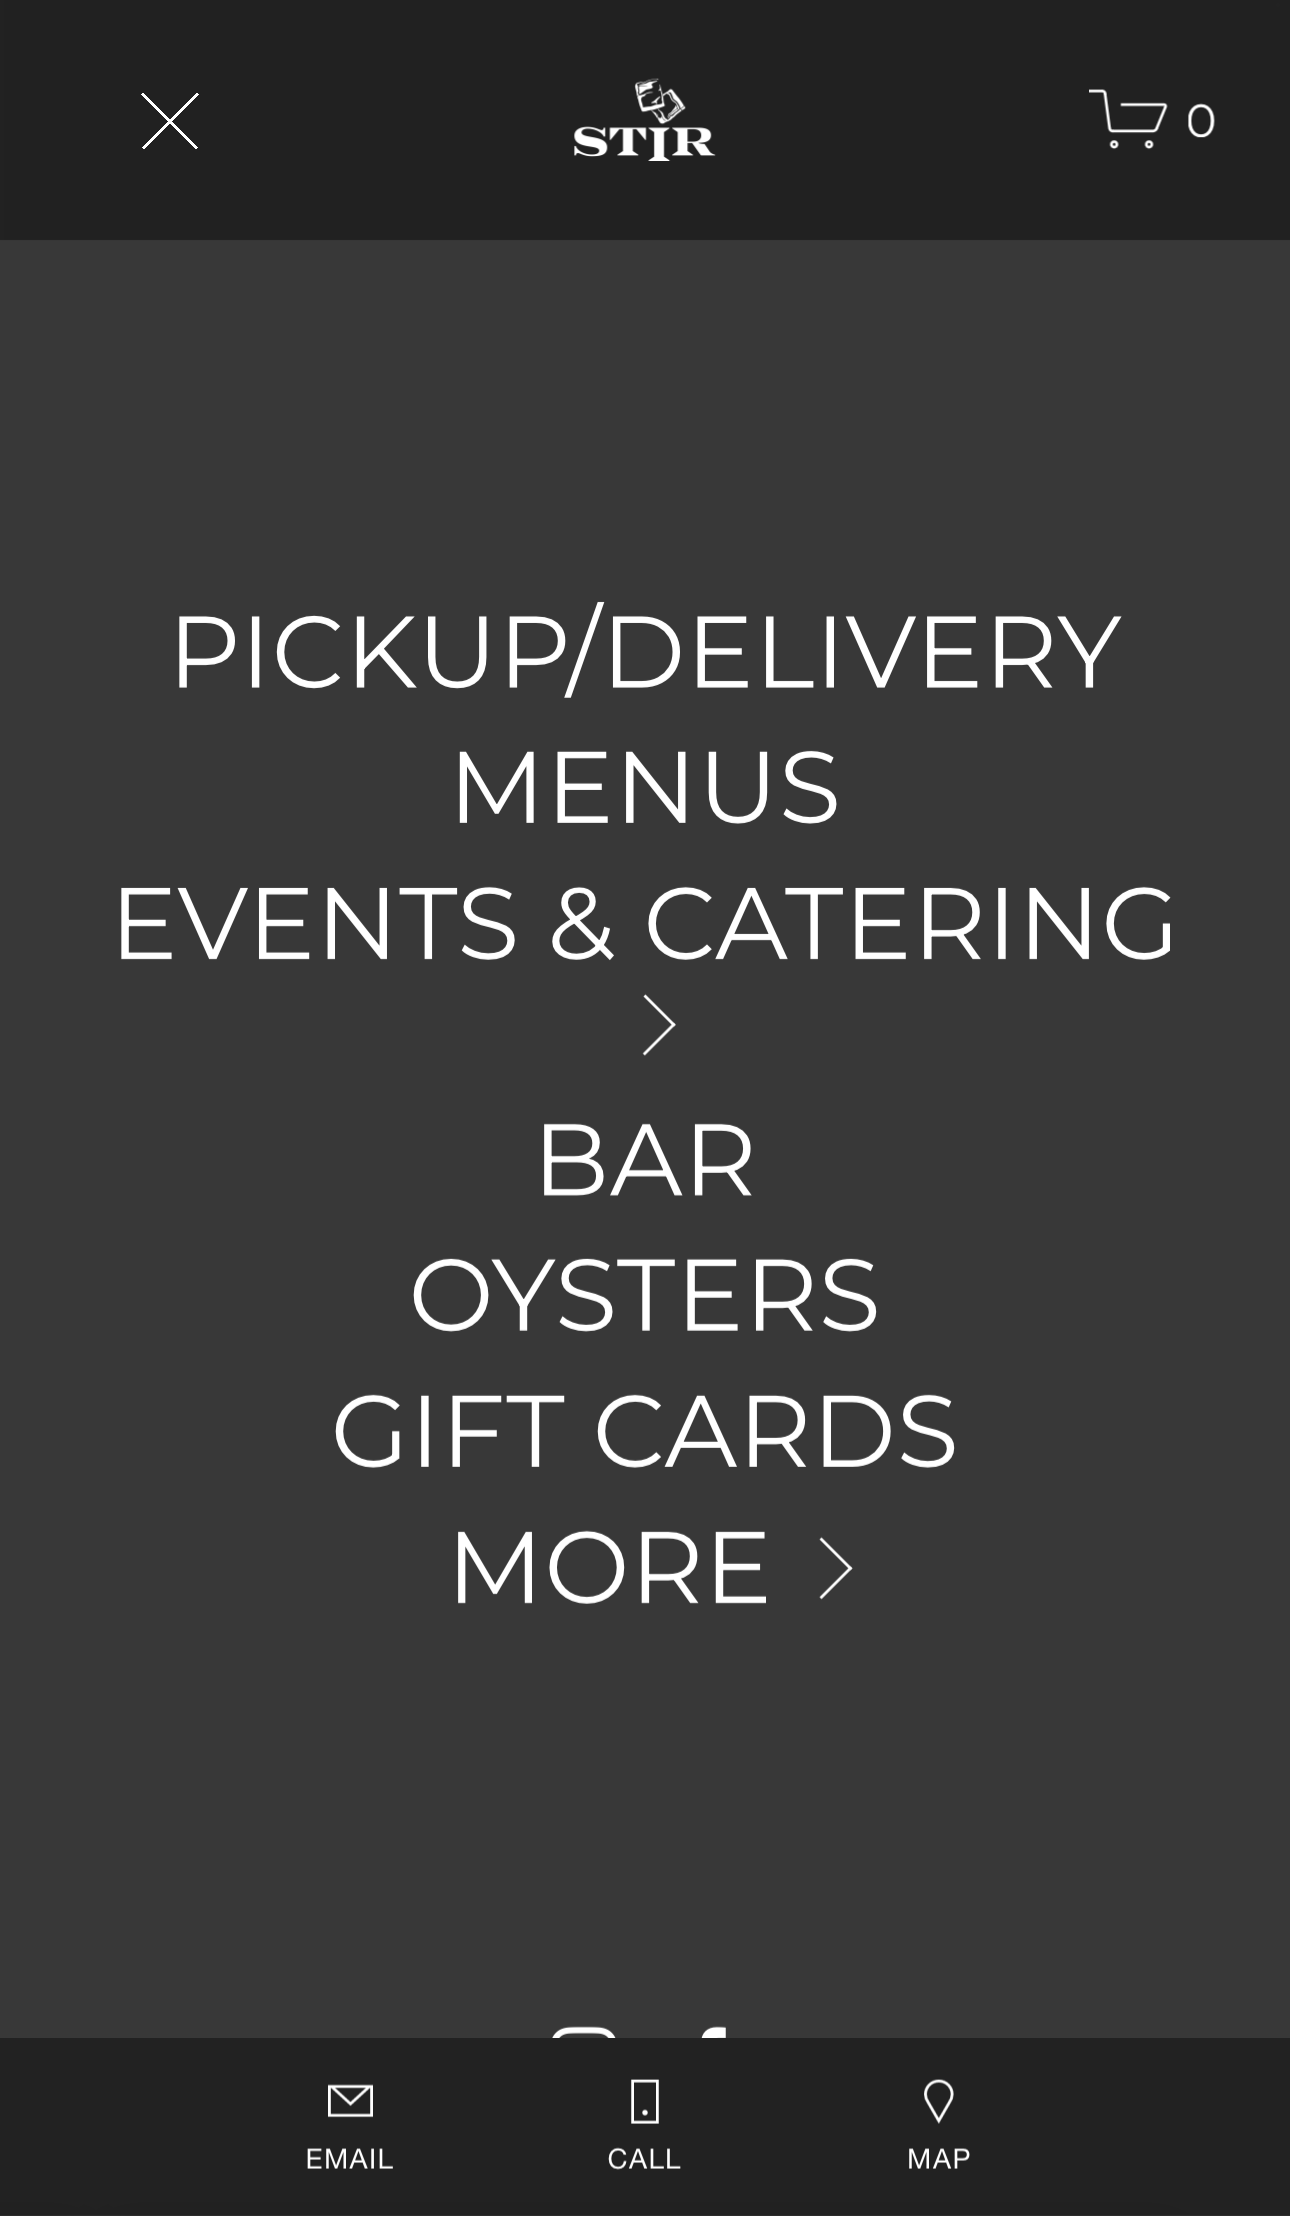 STIR
0
PICKUP/DELIVERY
MENUS
EVENTS & CATERING
BAR
OYSTERS
GIFT CARDS
MORE
EMAIL
CALL
MAP